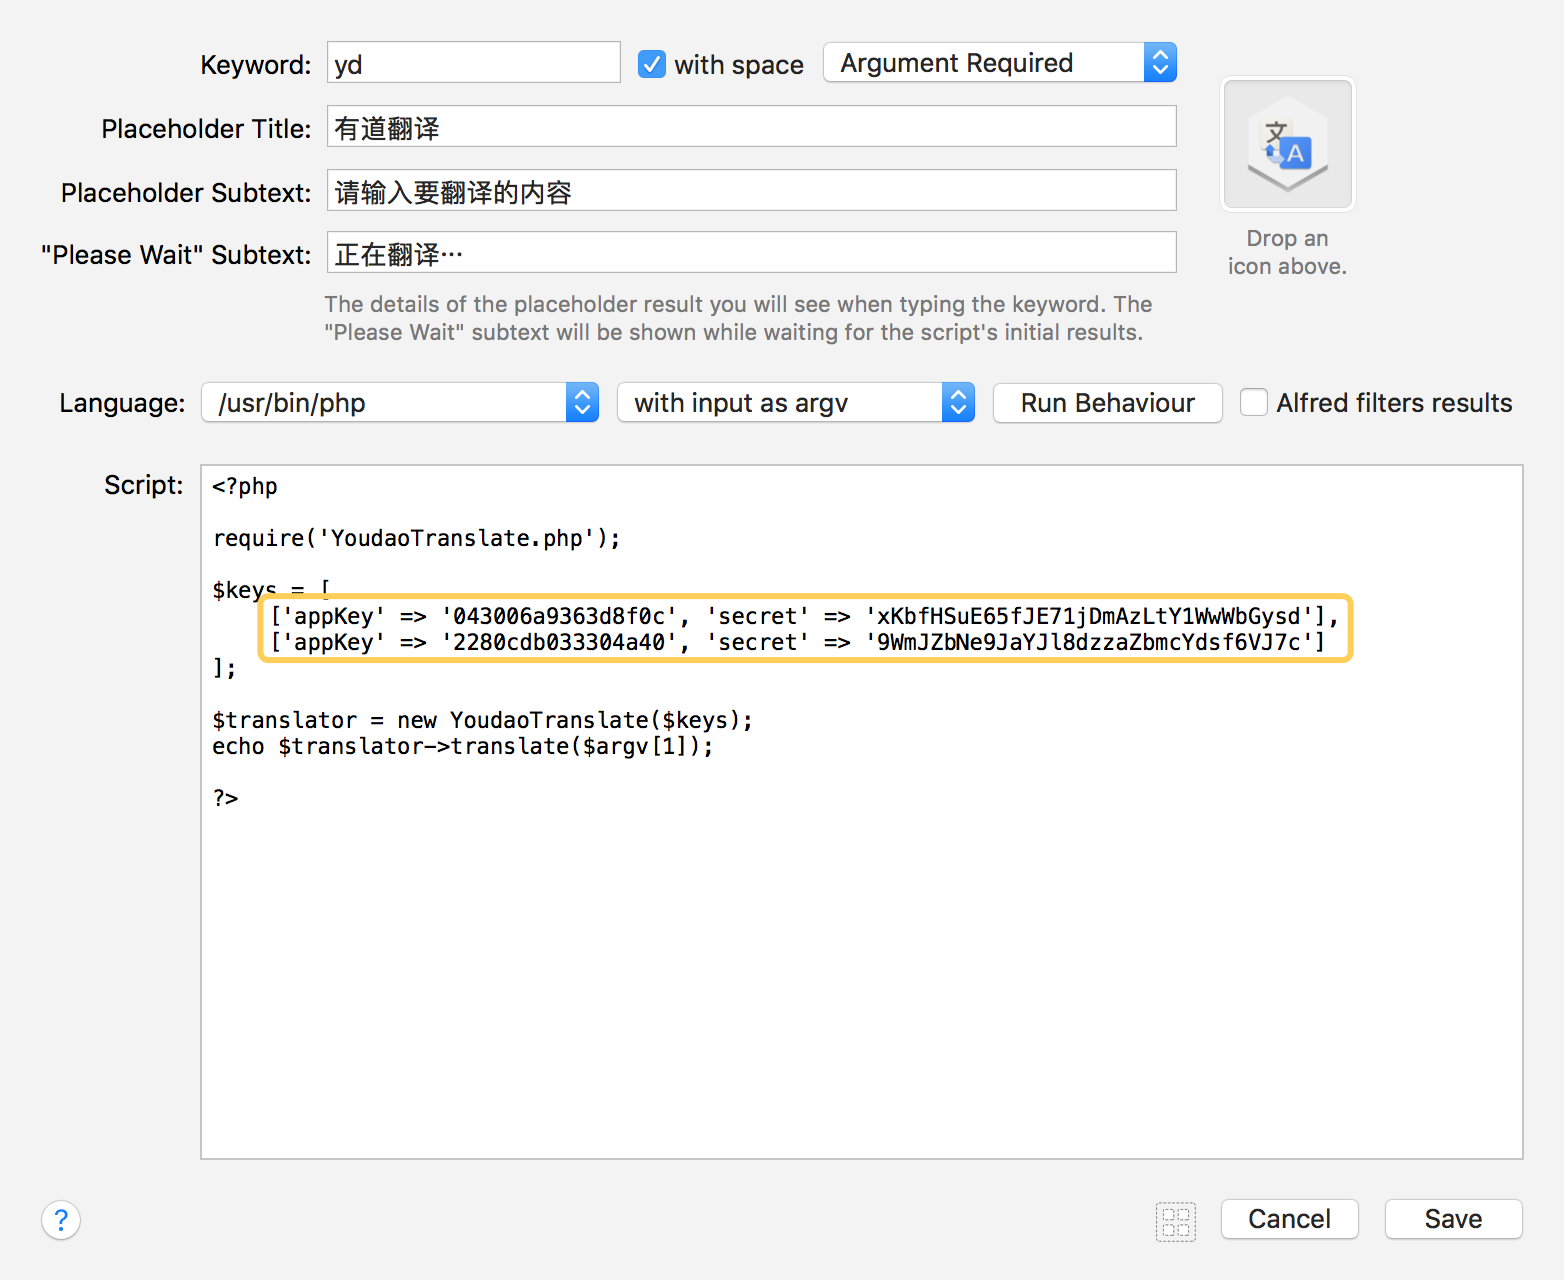 Keyword: yd with space Argument Required
Placeholder Title: 有道翻译
文 A
Placeholder Subtext: 请输入要翻译的内容
"Please Wait" Subtext: 正在翻译…
Drop an
icon above.
The details of the placeholder result you will see when typing the keyword. The
"Please Wait" subtext will be shown while waiting for the script's initial results.
Language: /usr/bin/php with input as argv Run Behaviour Alfred filters results
Script:
<?php
require('YoudaoTranslate.php');
$keys = [
['appKey' => '043006a9363d8f0c', 'secret' => 'xKbfHSuE65fJE71jDmAzLtY1WwWbGysd'],
['appKey' => '2280cdb033304a40', 'secret' => '9WmJZbNe9JaYJl8dzzaZbmcYdsf6VJ7c']
];
$translator = new YoudaoTranslate($keys);
echo $translator->translate($argv[1]);
?>
? Cancel Save